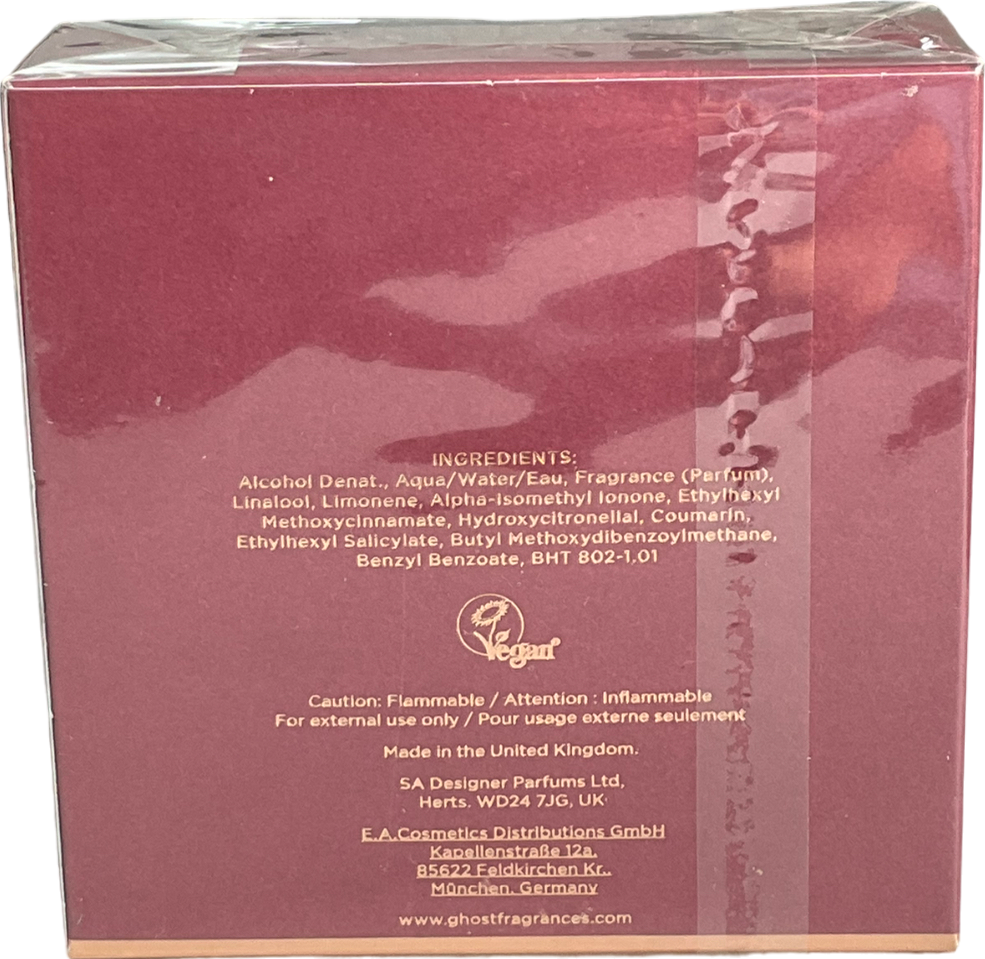 INGREDIENTS:
Alcohol Denat., Aqua/Water/Eau, Fragrance (Parfum),
Linalool, Limonene, Alpha-Isomethyl Ionone, Ethylhexyl
Methoxycinnamate, Hydroxycitronellal, Coumarin,
Ethylhexyl Salicylate, Butyl Methoxydibenzoylmethane,
Benzyl Benzoate, BHT 802-1.01
Vegan
Caution: Flammable / Attention : Inflammable
For external use only / Pour usage externe seulement
Made in the United Kingdom.
SA Designer Parfums Ltd,
Herts. WD24 7JG, UK
E.A.Cosmetics Distributions GmbH
Kapellenstraße 12a,
85622 Feldkirchen Kr..
München. Germany
www.ghostfragrances.com